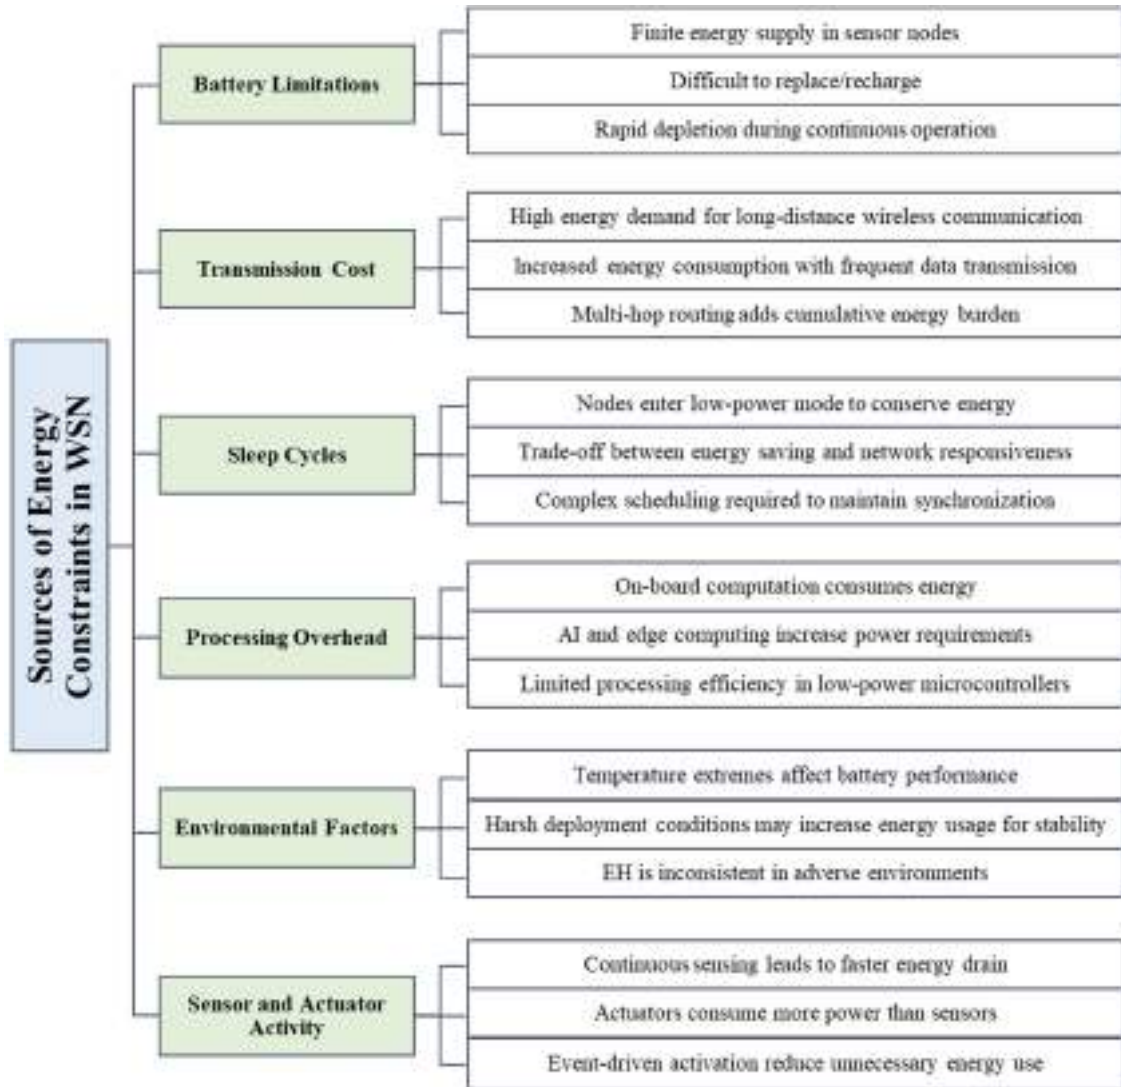 Sources of Energy
Constraints in WSN
Battery Limitations
Finite energy supply in sensor nodes
Difficult to replace/recharge
Rapid depletion during continuous operation
Transmission Cost
High energy demand for long-distance wireless communication
Increased energy consumption with frequent data transmission
Multi-hop routing adds cumulative energy burden
Sleep Cycles
Nodes enter low-power mode to conserve energy
Trade-off between energy saving and network responsiveness
Complex scheduling required to maintain synchronization
Processing Overhead
On-board computation consumes energy
AI and edge computing increase power requirements
Limited processing efficiency in low-power microcontrollers
Environmental Factors
Temperature extremes affect battery performance
Harsh deployment conditions may increase energy usage for stability
EH is inconsistent in adverse environments
Sensor and Actuator
Activity
Continuous sensing leads to faster energy drain
Actuators consume more power than sensors
Event-driven activation reduce unnecessary energy use